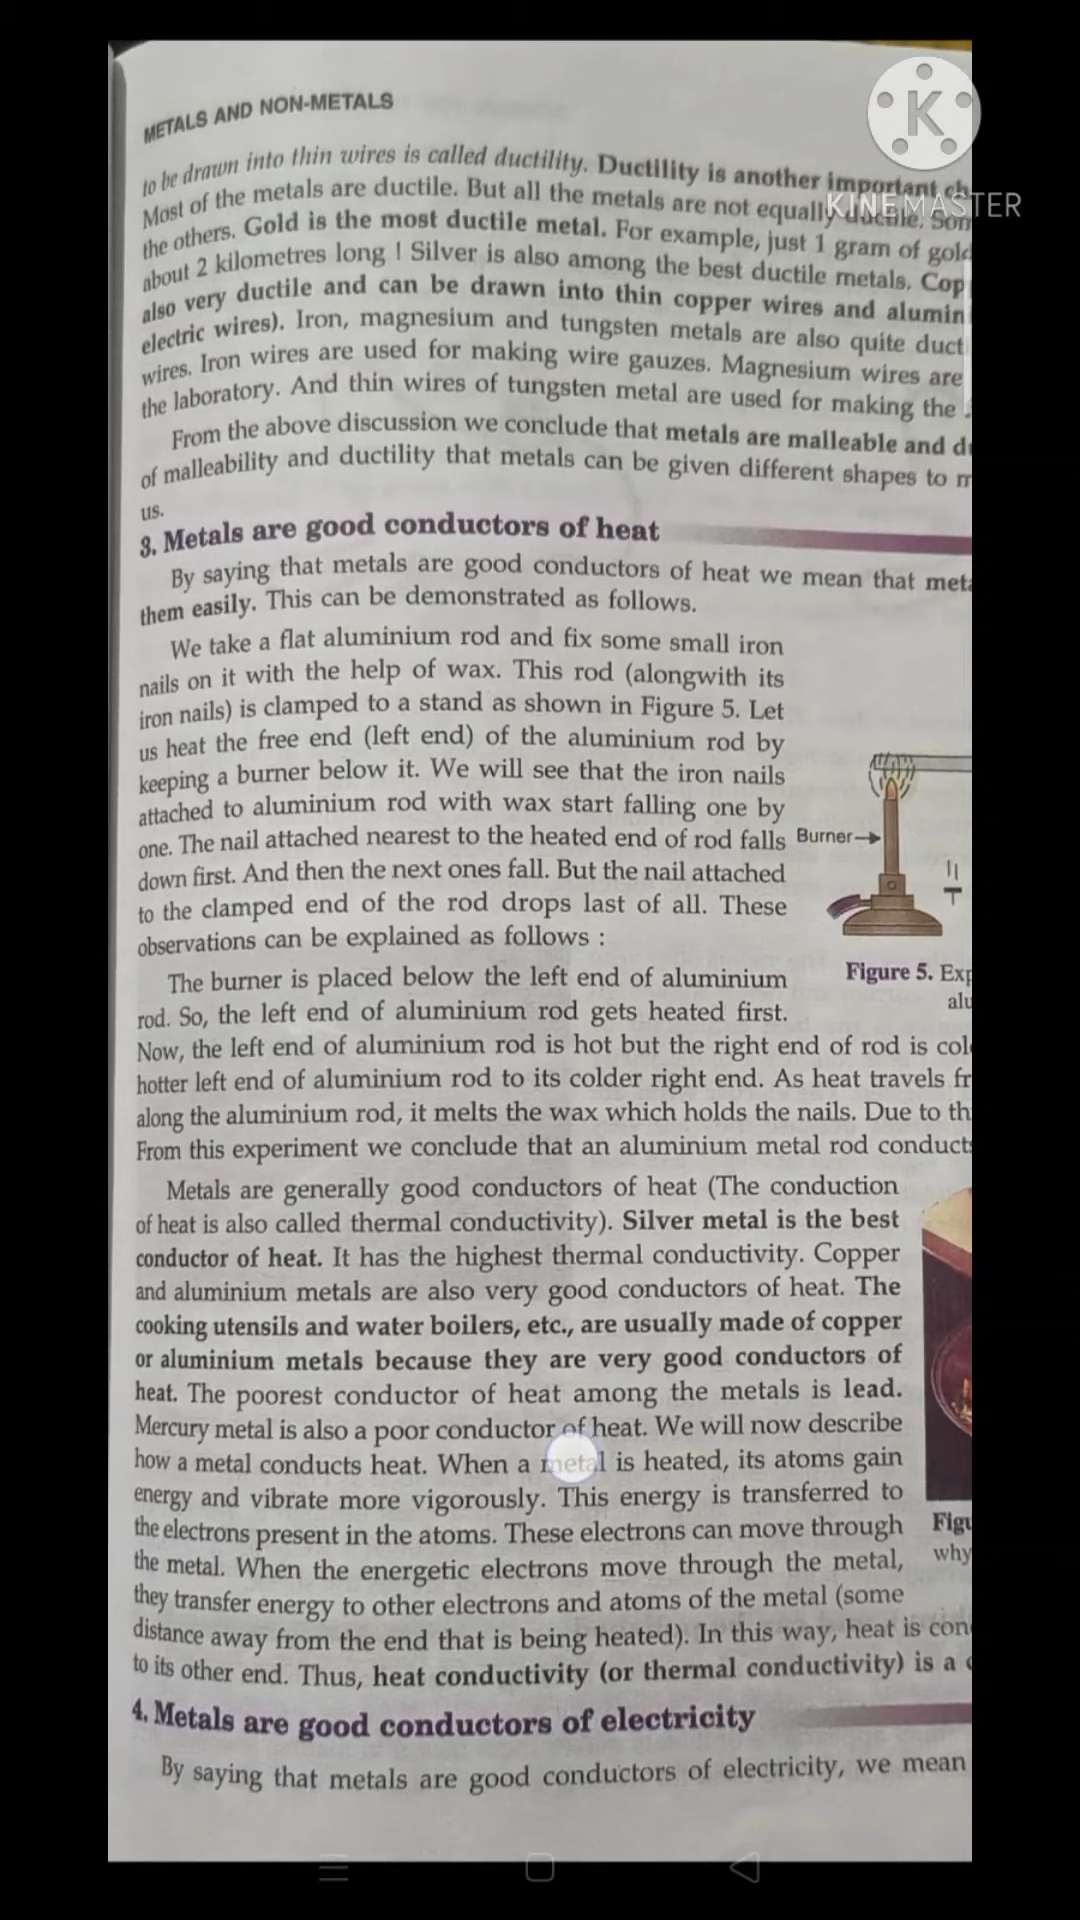 METALS AND NON-METALS
K
KINEMASTER
to be drawn into thin wires is called ductility. Ductility is another important ch
Most of the metals are ductile. But all the metals are not equally ductile. Som
the others. Gold is the most ductile metal. For example, just 1 gram of gold
about 2 kilometres long ! Silver is also among the best ductile metals. Cop
also very ductile and can be drawn into thin copper wires and alumin
electric wires). Iron, magnesium and tungsten metals are also quite duct
wires. Iron wires are used for making wire gauzes. Magnesium wires are
the laboratory. And thin wires of tungsten metal are used for making the
From the above discussion we conclude that metals are malleable and du
of malleability and ductility that metals can be given different shapes to m
us.
3. Metals are good conductors of heat
By saying that metals are good conductors of heat we mean that meta
them easily. This can be demonstrated as follows.
We take a flat aluminium rod and fix some small iron
nails on it with the help of wax. This rod (alongwith its
iron nails) is clamped to a stand as shown in Figure 5. Let
us heat the free end (left end) of the aluminium rod by
keeping a burner below it. We will see that the iron nails
attached to aluminium rod with wax start falling one by
one. The nail attached nearest to the heated end of rod falls
down first. And then the next ones fall. But the nail attached
to the clamped end of the rod drops last of all. These
observations can be explained as follows :
Burner
Figure 5. Exp
alu
The burner is placed below the left end of aluminium
rod. So, the left end of aluminium rod gets heated first.
Now, the left end of aluminium rod is hot but the right end of rod is col
hotter left end of aluminium rod to its colder right end. As heat travels fr
along the aluminium rod, it melts the wax which holds the nails. Due to th
From this experiment we conclude that an aluminium metal rod conducts
Metals are generally good conductors of heat (The conduction
of heat is also called thermal conductivity). Silver metal is the best
conductor of heat. It has the highest thermal conductivity. Copper
and aluminium metals are also very good conductors of heat. The
cooking utensils and water boilers, etc., are usually made of copper
or aluminium metals because they are very good conductors of
heat. The poorest conductor of heat among the metals is lead.
Mercury metal is also a poor conductor of heat. We will now describe
how a metal conducts heat. When a metal is heated, its atoms gain
energy and vibrate more vigorously. This energy is transferred to
the electrons present in the atoms. These electrons can move through
the metal. When the energetic electrons move through the metal,
they transfer energy to other electrons and atoms of the metal (some
distance away from the end that is being heated). In this way, heat is con
to its other end. Thus, heat conductivity (or thermal conductivity) is a c
Figu
why
4. Metals are good conductors of electricity
By saying that metals are good conductors of electricity, we mean